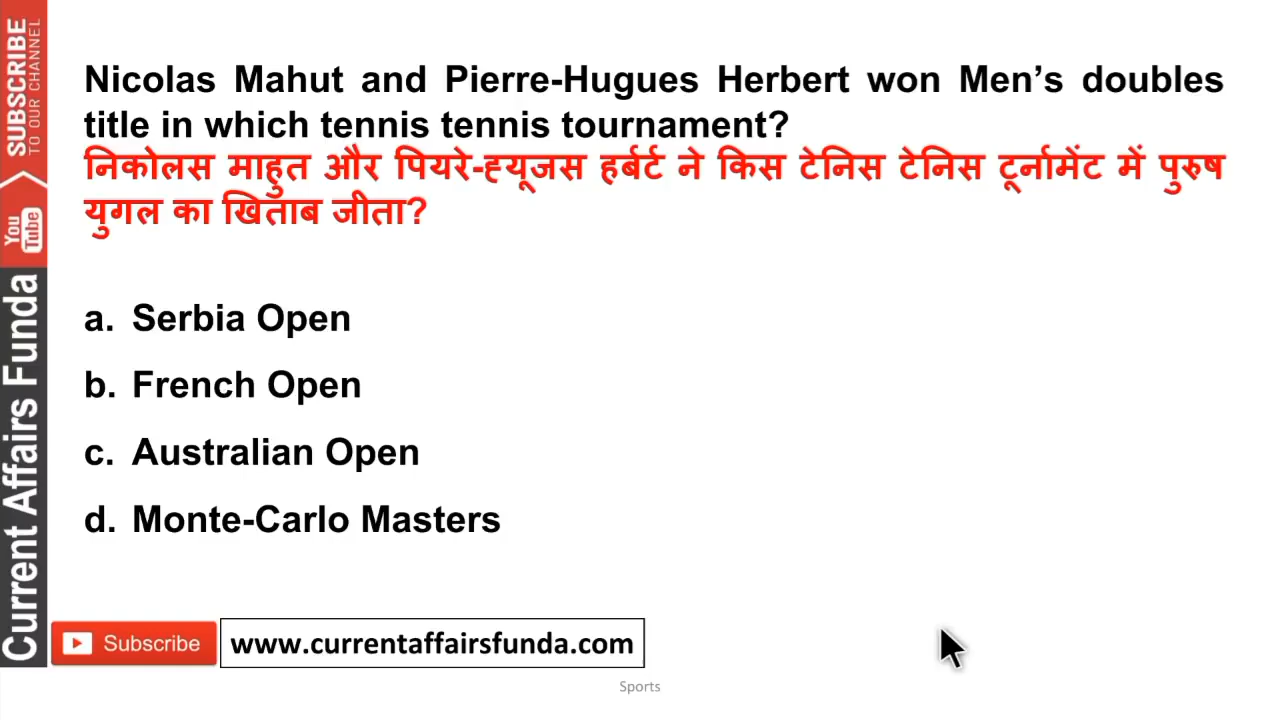 SUBSCRIBE
TO OUR CHANNEL
You
Tube
Current Affairs Funda
Nicolas Mahut and Pierre-Hugues Herbert won Men’s doubles
title in which tennis tennis tournament?
निकोलस माहुत और पियरे-ह्यूजस हर्बर्ट ने किस टेनिस टेनिस टूर्नामेंट में पुरुष
युगल का खिताब जीता?
a. Serbia Open
b. French Open
c. Australian Open
d. Monte-Carlo Masters
Subscribe
www.currentaffairsfunda.com
Sports